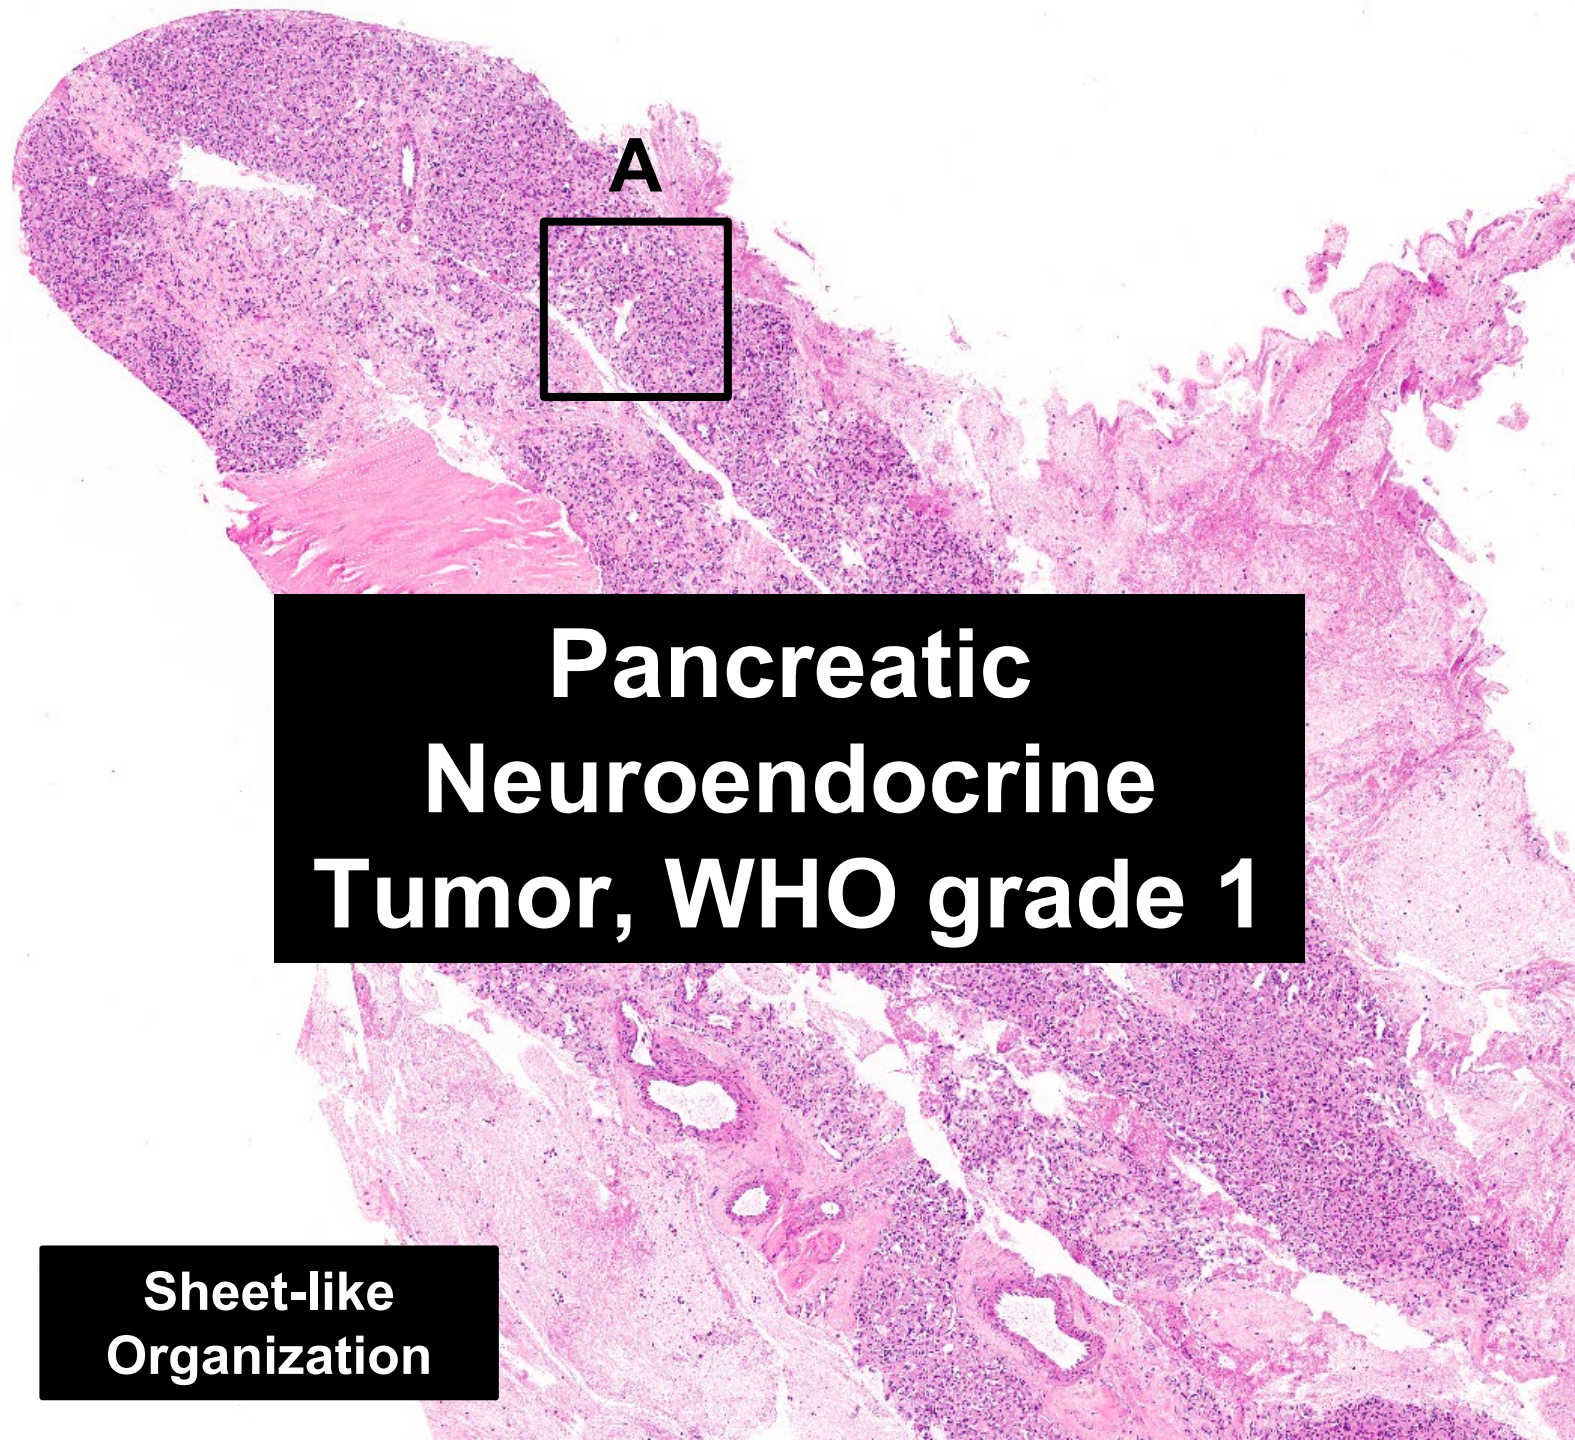 A
Pancreatic
Neuroendocrine
Tumor, WHO grade 1
Sheet-like
Organization